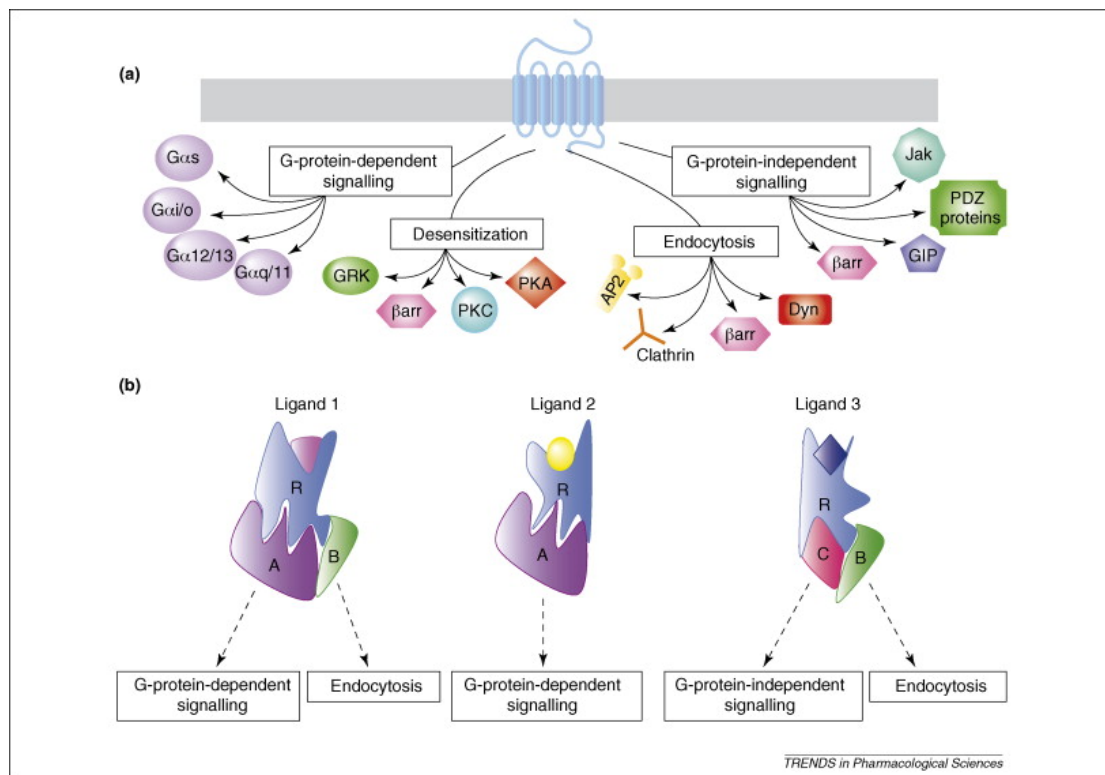 (a)
G-protein-dependent
signalling
Gαs
Gαi/o
Gα12/13
Gαq/11
Desensitization
GRK
βarr
PKC
PKA
Endocytosis
AP2
Clathrin
βarr
Dyn
G-protein-independent
signalling
Jak
PDZ
proteins
GIP
βarr
(b)
Ligand 1
R
A
B
G-protein-dependent
signalling
Endocytosis
Ligand 2
R
A
G-protein-dependent
signalling
Ligand 3
R
C
B
G-protein-independent
signalling
Endocytosis
TRENDS in Pharmacological Sciences